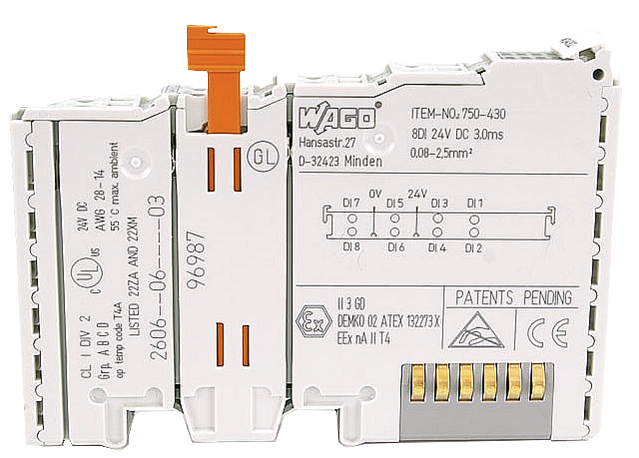 WAGO
ITEM-NO.: 750-430
8DI 24V DC 3.0ms
0.08-2,5mm²
Hansastr.27
D-32423 Minden
DI 7 0V DI 5 24V DI 3 DI 1
DI 8 DI 6 DI 4 DI 2
II 3 GD
DEMKO 02 ATEX 132273 X
EEx nA II T4
Ex
PATENTS PENDING
CE
GL
96987
24V DC
AWG 28-14
55 C max. ambient
C UL US
LISTED 22ZA AND 22XM
CL I DIV 2
Grp. A B C D
op temp code T4A
2606--06-----03